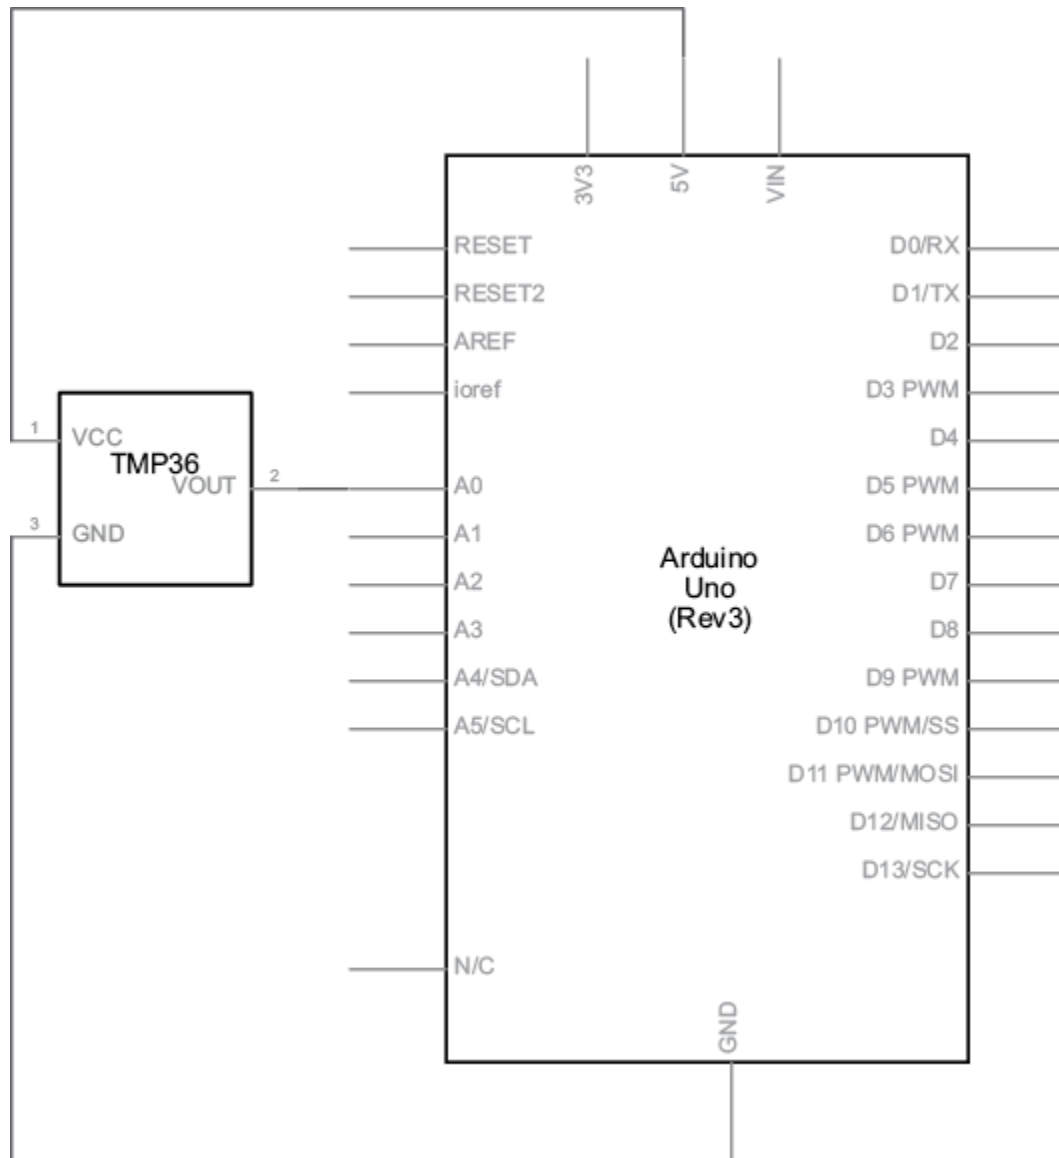 3V3
5V
VIN
RESET
D0/RX
RESET2
D1/TX
AREF
D2
ioref
D3 PWM
1
VCC
D4
TMP36
VOUT
2
A0
D5 PWM
3
GND
A1
D6 PWM
Arduino
Uno
(Rev3)
A2
D7
A3
D8
A4/SDA
D9 PWM
A5/SCL
D10 PWM/SS
D11 PWM/MOSI
D12/MISO
D13/SCK
N/C
GND